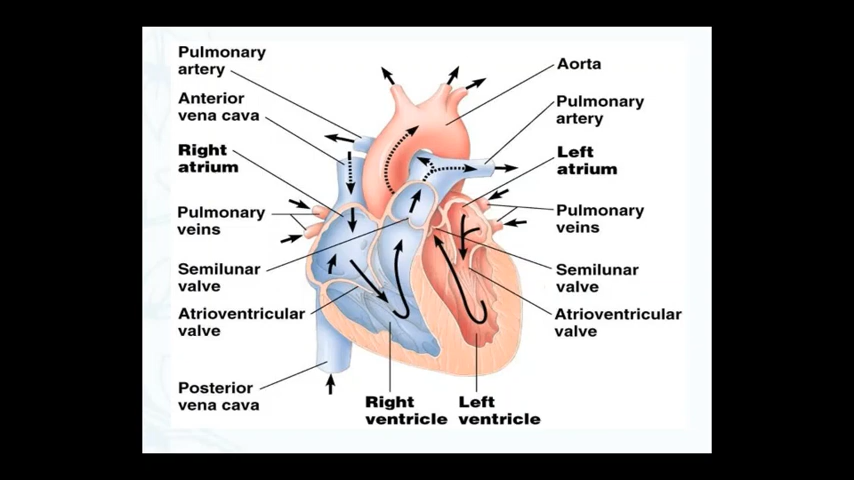 Pulmonary
artery
Anterior
vena cava
Right
atrium
Pulmonary
veins
Semilunar
valve
Atrioventricular
valve
Posterior
vena cava
Right
ventricle
Left
ventricle
Aorta
Pulmonary
artery
Left
atrium
Pulmonary
veins
Semilunar
valve
Atrioventricular
valve